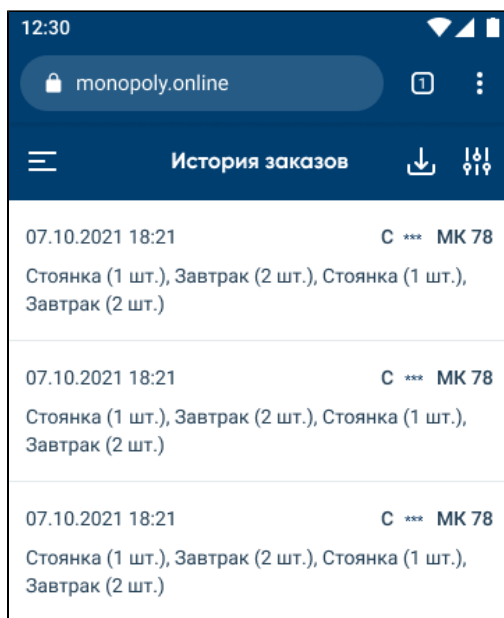 12:30
monopoly.online 1
История заказов
07.10.2021 18:21 С *** МК 78
Стоянка (1 шт.), Завтрак (2 шт.), Стоянка (1 шт.),
Завтрак (2 шт.)
07.10.2021 18:21 С *** МК 78
Стоянка (1 шт.), Завтрак (2 шт.), Стоянка (1 шт.),
Завтрак (2 шт.)
07.10.2021 18:21 С *** МК 78
Стоянка (1 шт.), Завтрак (2 шт.), Стоянка (1 шт.),
Завтрак (2 шт.)